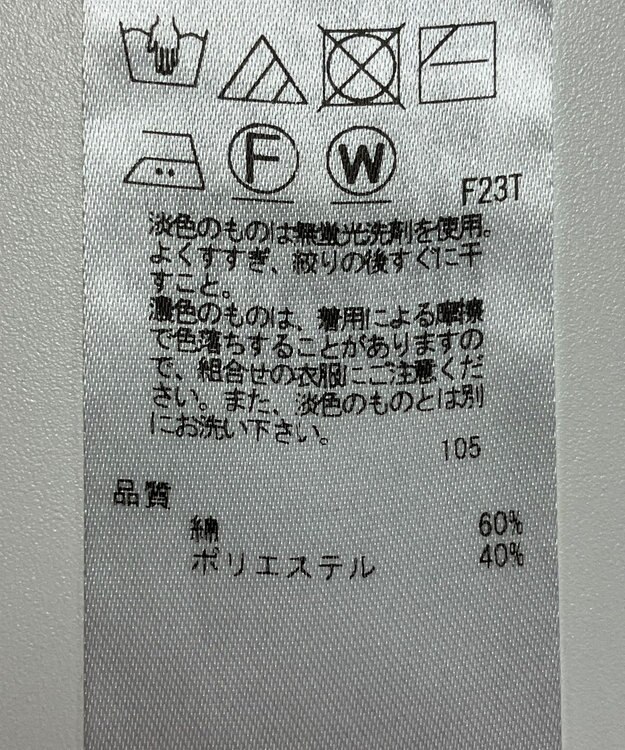 F
W
F23T
淡色のものは無蛍光洗剤を使用。
よくすすぎ、絞りの後すぐに干
すこと。
濃色のものは、着用による摩擦
で色落ちすることがありますの
で、組合せの衣服にご注意くだ
さい。また、淡色のものとは別
にお洗い下さい。
105
品質
綿 60%
ポリエステル 40%